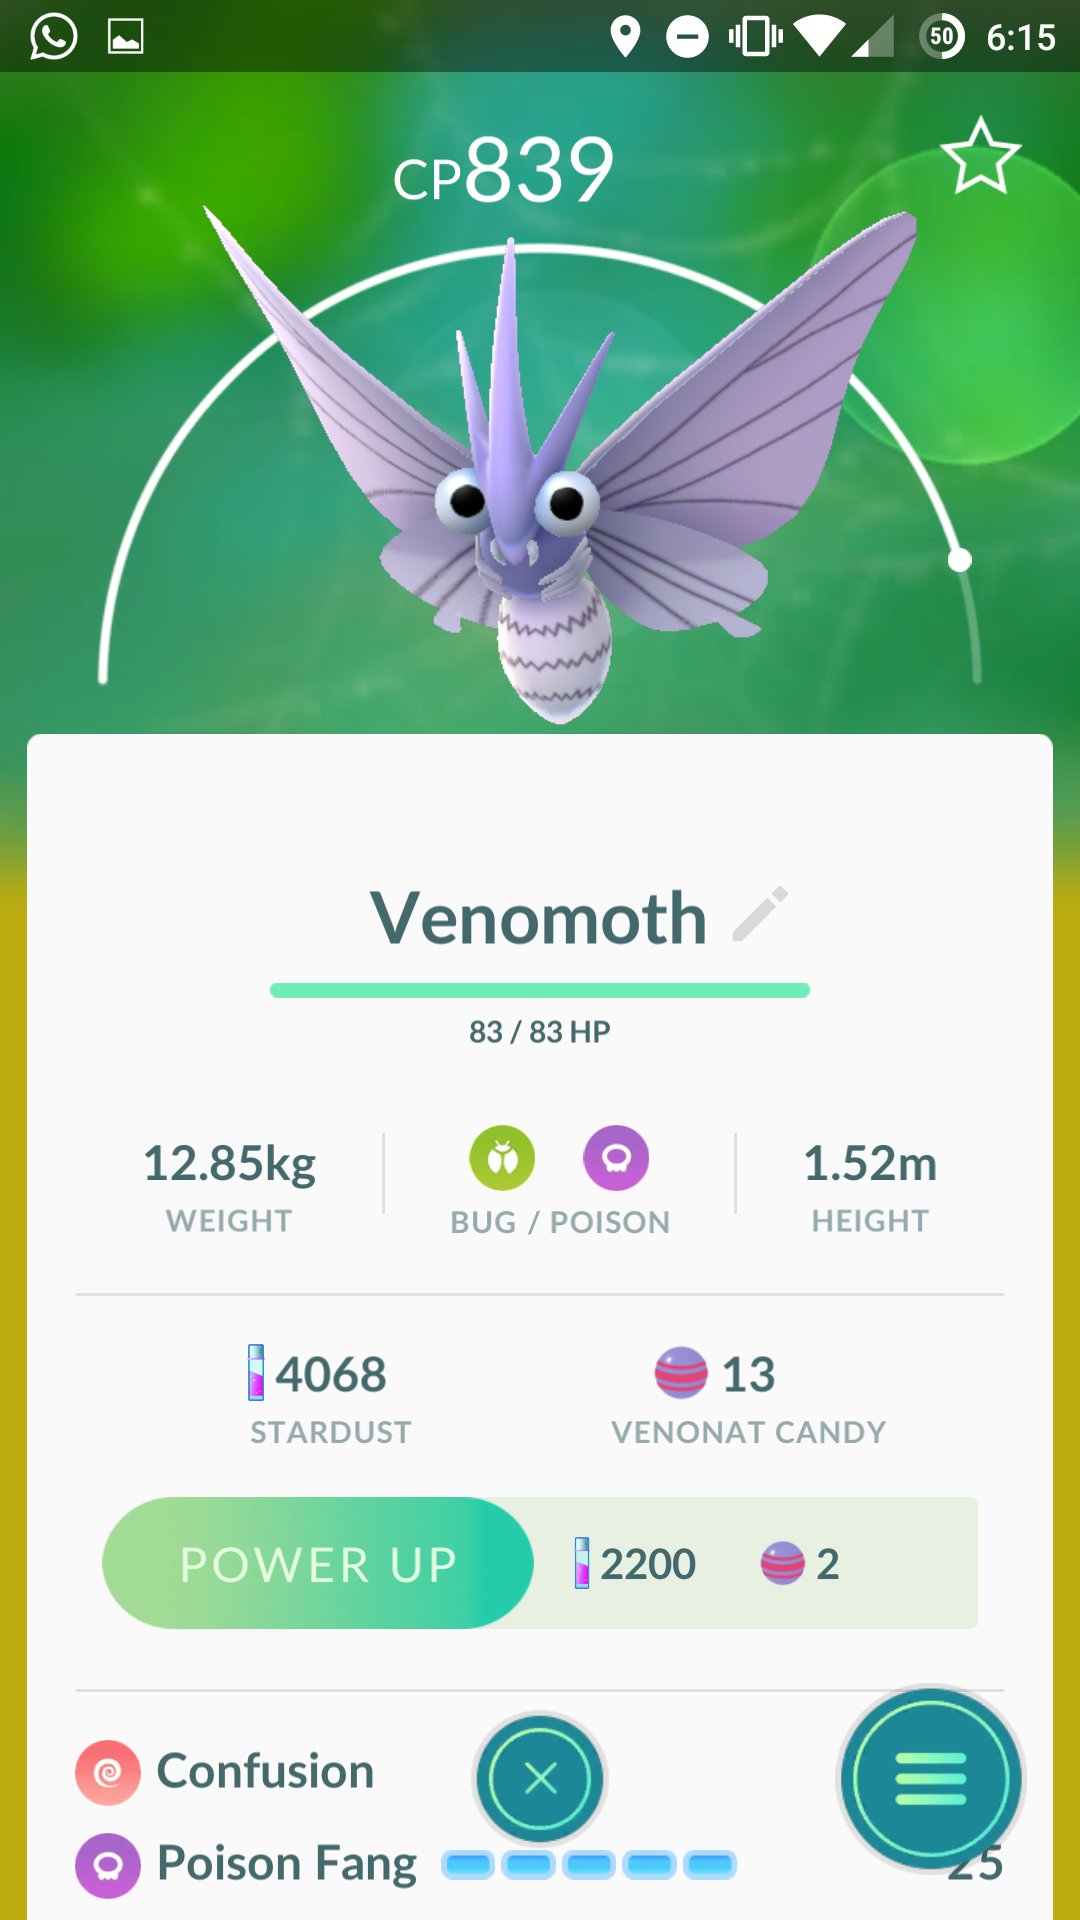 50 6:15
CP839
Venomoth
83 / 83 HP
12.85kg
WEIGHT
BUG / POISON
1.52m
HEIGHT
4068
STARDUST
13
VENONAT CANDY
POWER UP 2200 2
Confusion
Poison Fang 25